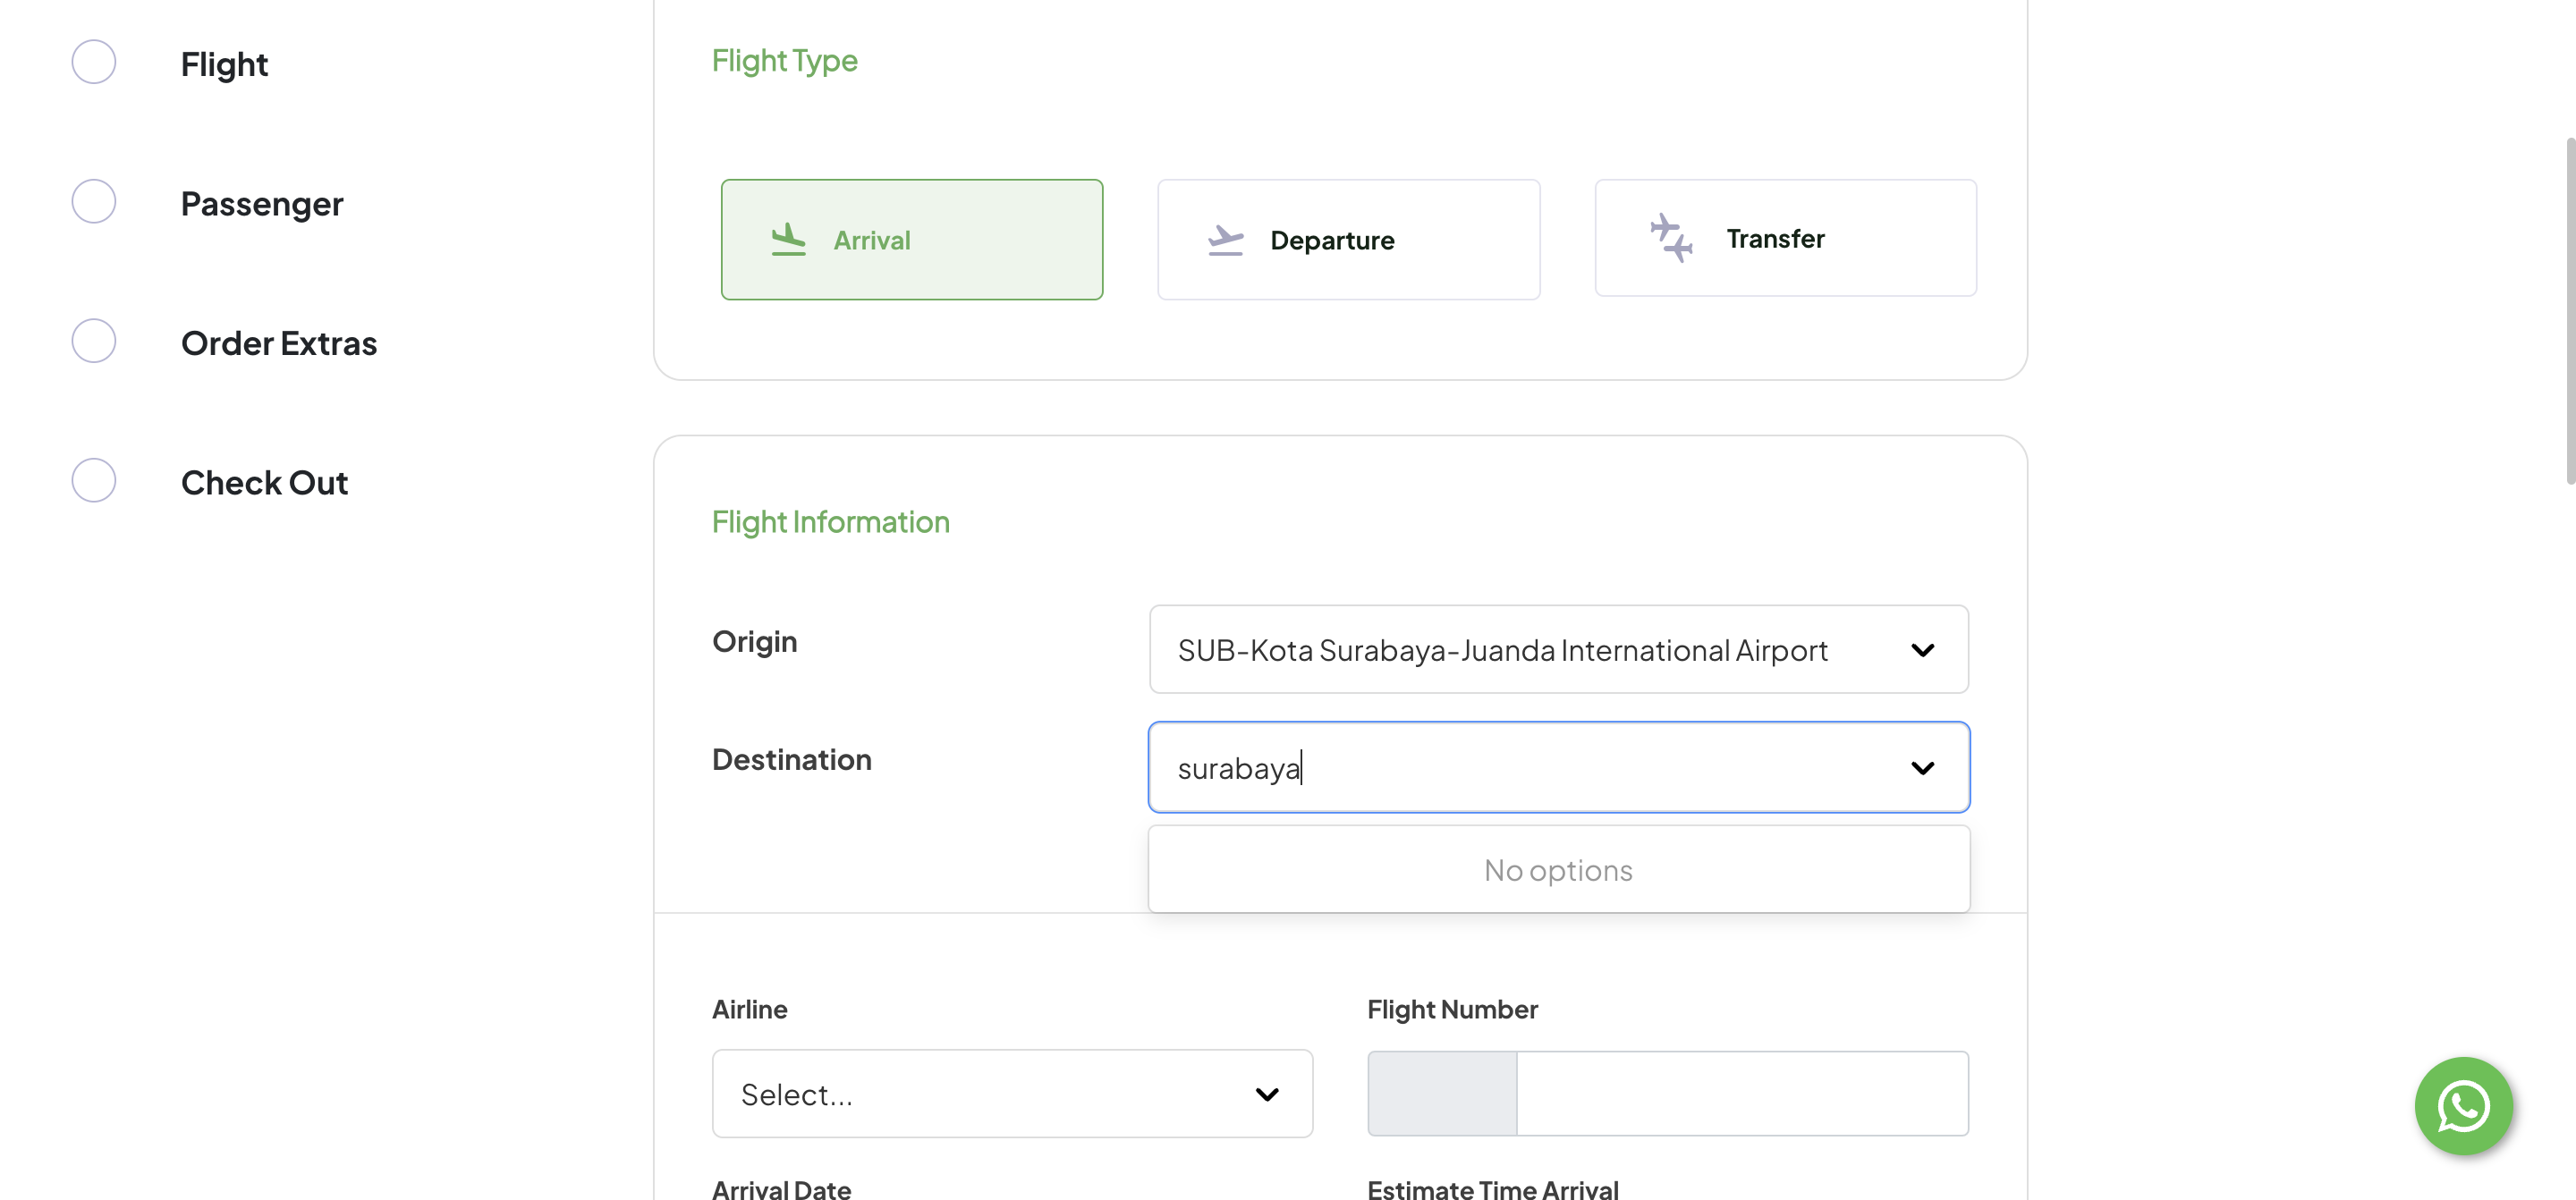 Flight
Passenger
Order Extras
Check Out
Flight Type
Arrival
Departure
Transfer
Flight Information
Origin
SUB-Kota Surabaya-Juanda International Airport
Destination
surabaya
No options
Airline
Flight Number
Select...
Arrival Date
Estimate Time Arrival